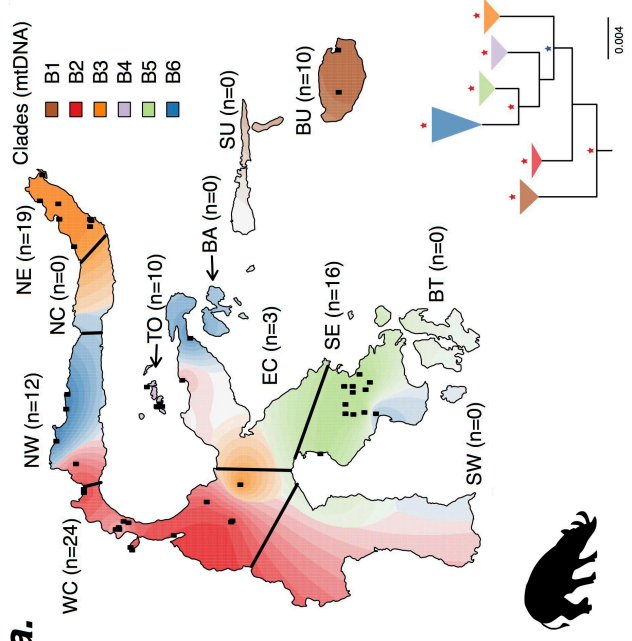 a.
Clades (mtDNA)
B1
B2
B3
B4
B5
B6
NE (n=19)
NC (n=0)
NW (n=12)
WC (n=24)
TO (n=10)
BA (n=0)
SU (n=0)
BU (n=10)
EC (n=3)
SE (n=16)
BT (n=0)
SW (n=0)
0.004